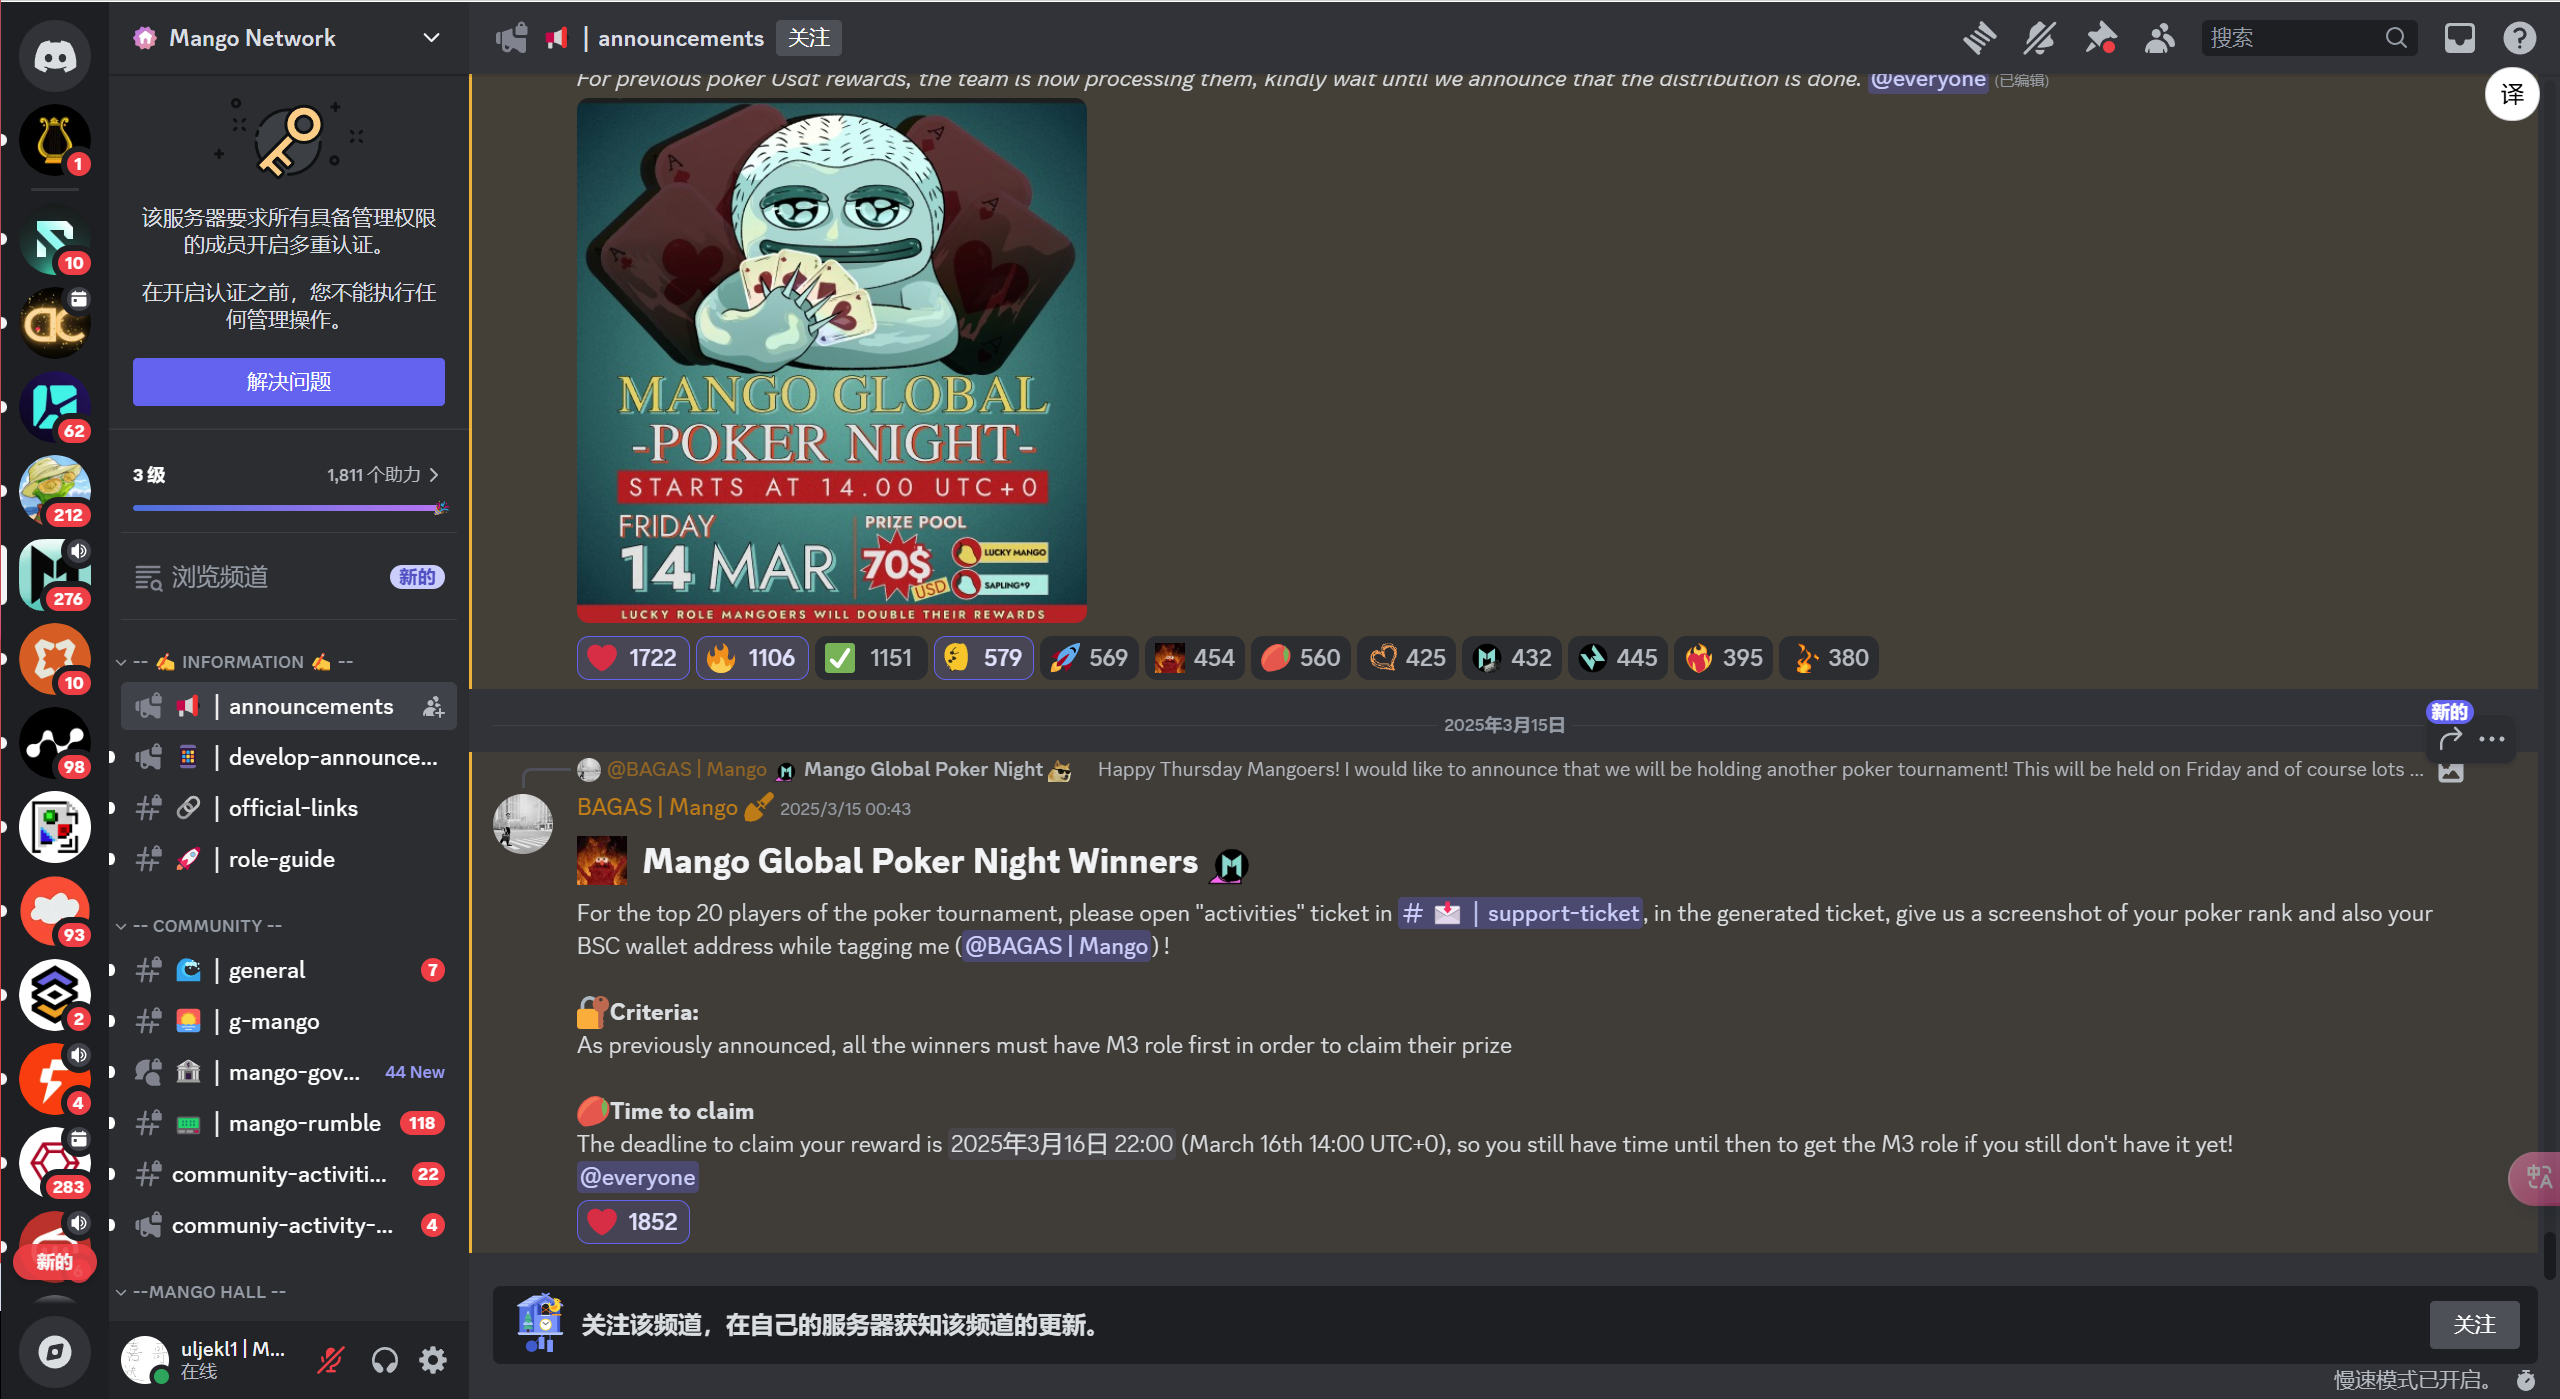 Mango Network
| announcements
关注
搜索
译
1
10
62
212
276
10
98
93
2
4
283
新的
该服务器要求所有具备管理权限
的成员开启多重认证。
在开启认证之前，您不能执行任
何管理操作。
解决问题
3 级
1,811 个助力
浏览频道
新的
-- INFORMATION --
| announcements
| develop-announce...
| official-links
| role-guide
-- COMMUNITY --
| general
7
| g-mango
| mango-gov...
44 New
| mango-rumble
118
community-activiti...
22
communiy-activity-...
4
--MANGO HALL --
uljekl1 | M...
在线
For previous poker Usdt rewards, the team is now processing them, kindly wait until we announce that the distribution is done. @everyone (已编辑)
MANGO GLOBAL
-POKER NIGHT-
STARTS AT 14.00 UTC+0
FRIDAY
14 MAR
PRIZE POOL
70$
USD
LUCKY MANGO
SAPLING*9
LUCKY ROLE MANGOERS WILL DOUBLE THEIR REWARDS
1722
1106
1151
579
569
454
560
425
432
445
395
380
2025年3月15日
新的
@BAGAS | Mango Mango Global Poker Night Happy Thursday Mangoers! I would like to announce that we will be holding another poker tournament! This will be held on Friday and of course lots ...
BAGAS | Mango 2025/3/15 00:43
Mango Global Poker Night Winners
For the top 20 players of the poker tournament, please open "activities" ticket in # | support-ticket, in the generated ticket, give us a screenshot of your poker rank and also your
BSC wallet address while tagging me (@BAGAS | Mango) !
Criteria:
As previously announced, all the winners must have M3 role first in order to claim their prize
Time to claim
The deadline to claim your reward is 2025年3月16日 22:00 (March 16th 14:00 UTC+0), so you still have time until then to get the M3 role if you still don't have it yet!
@everyone
1852
关注该频道，在自己的服务器获知该频道的更新。
关注
慢速模式已开启。